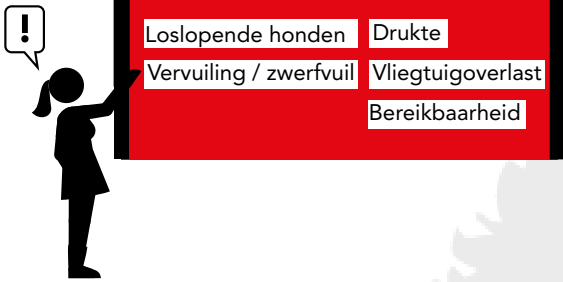 !
Loslopende honden
Vervuiling / zwerfvuil
Drukte
Vliegtuigoverlast
Bereikbaarheid